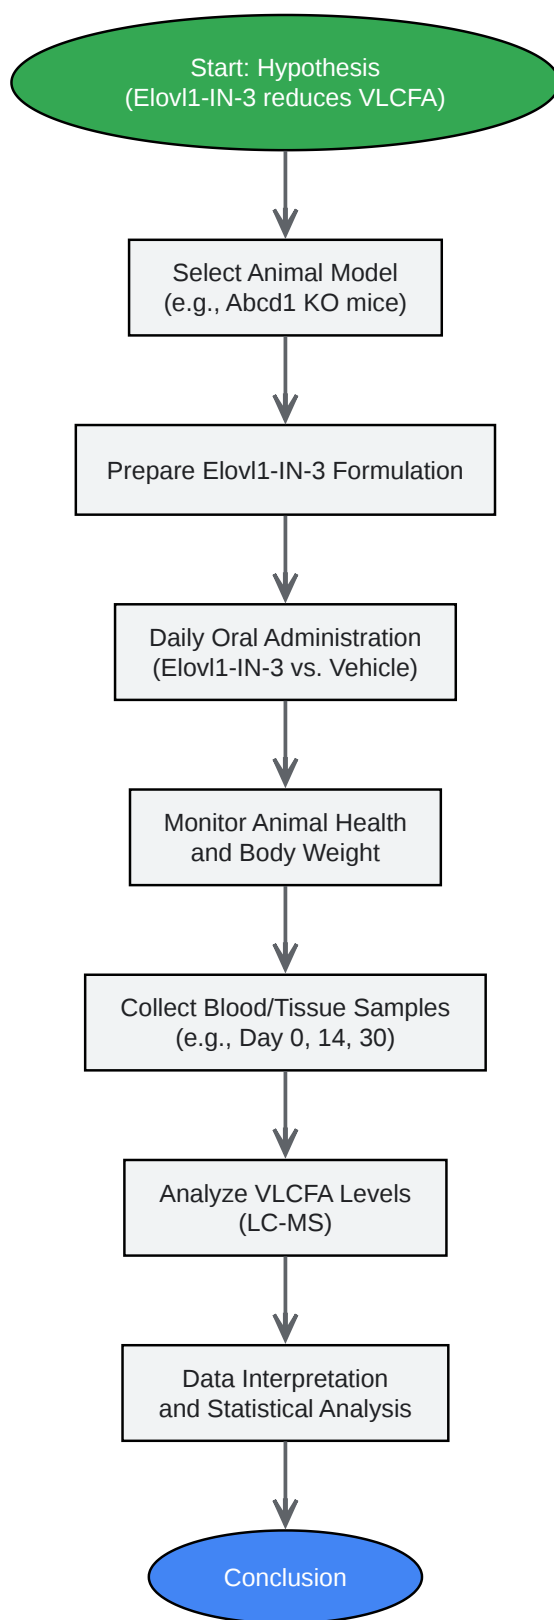 Start: Hypothesis
(Elovl1-IN-3 reduces VLCFA)
Select Animal Model
(e.g., Abcd1 KO mice)
Prepare Elovl1-IN-3 Formulation
Daily Oral Administration
(Elovl1-IN-3 vs. Vehicle)
Monitor Animal Health
and Body Weight
Collect Blood/Tissue Samples
(e.g., Day 0, 14, 30)
Analyze VLCFA Levels
(LC-MS)
Data Interpretation
and Statistical Analysis
Conclusion